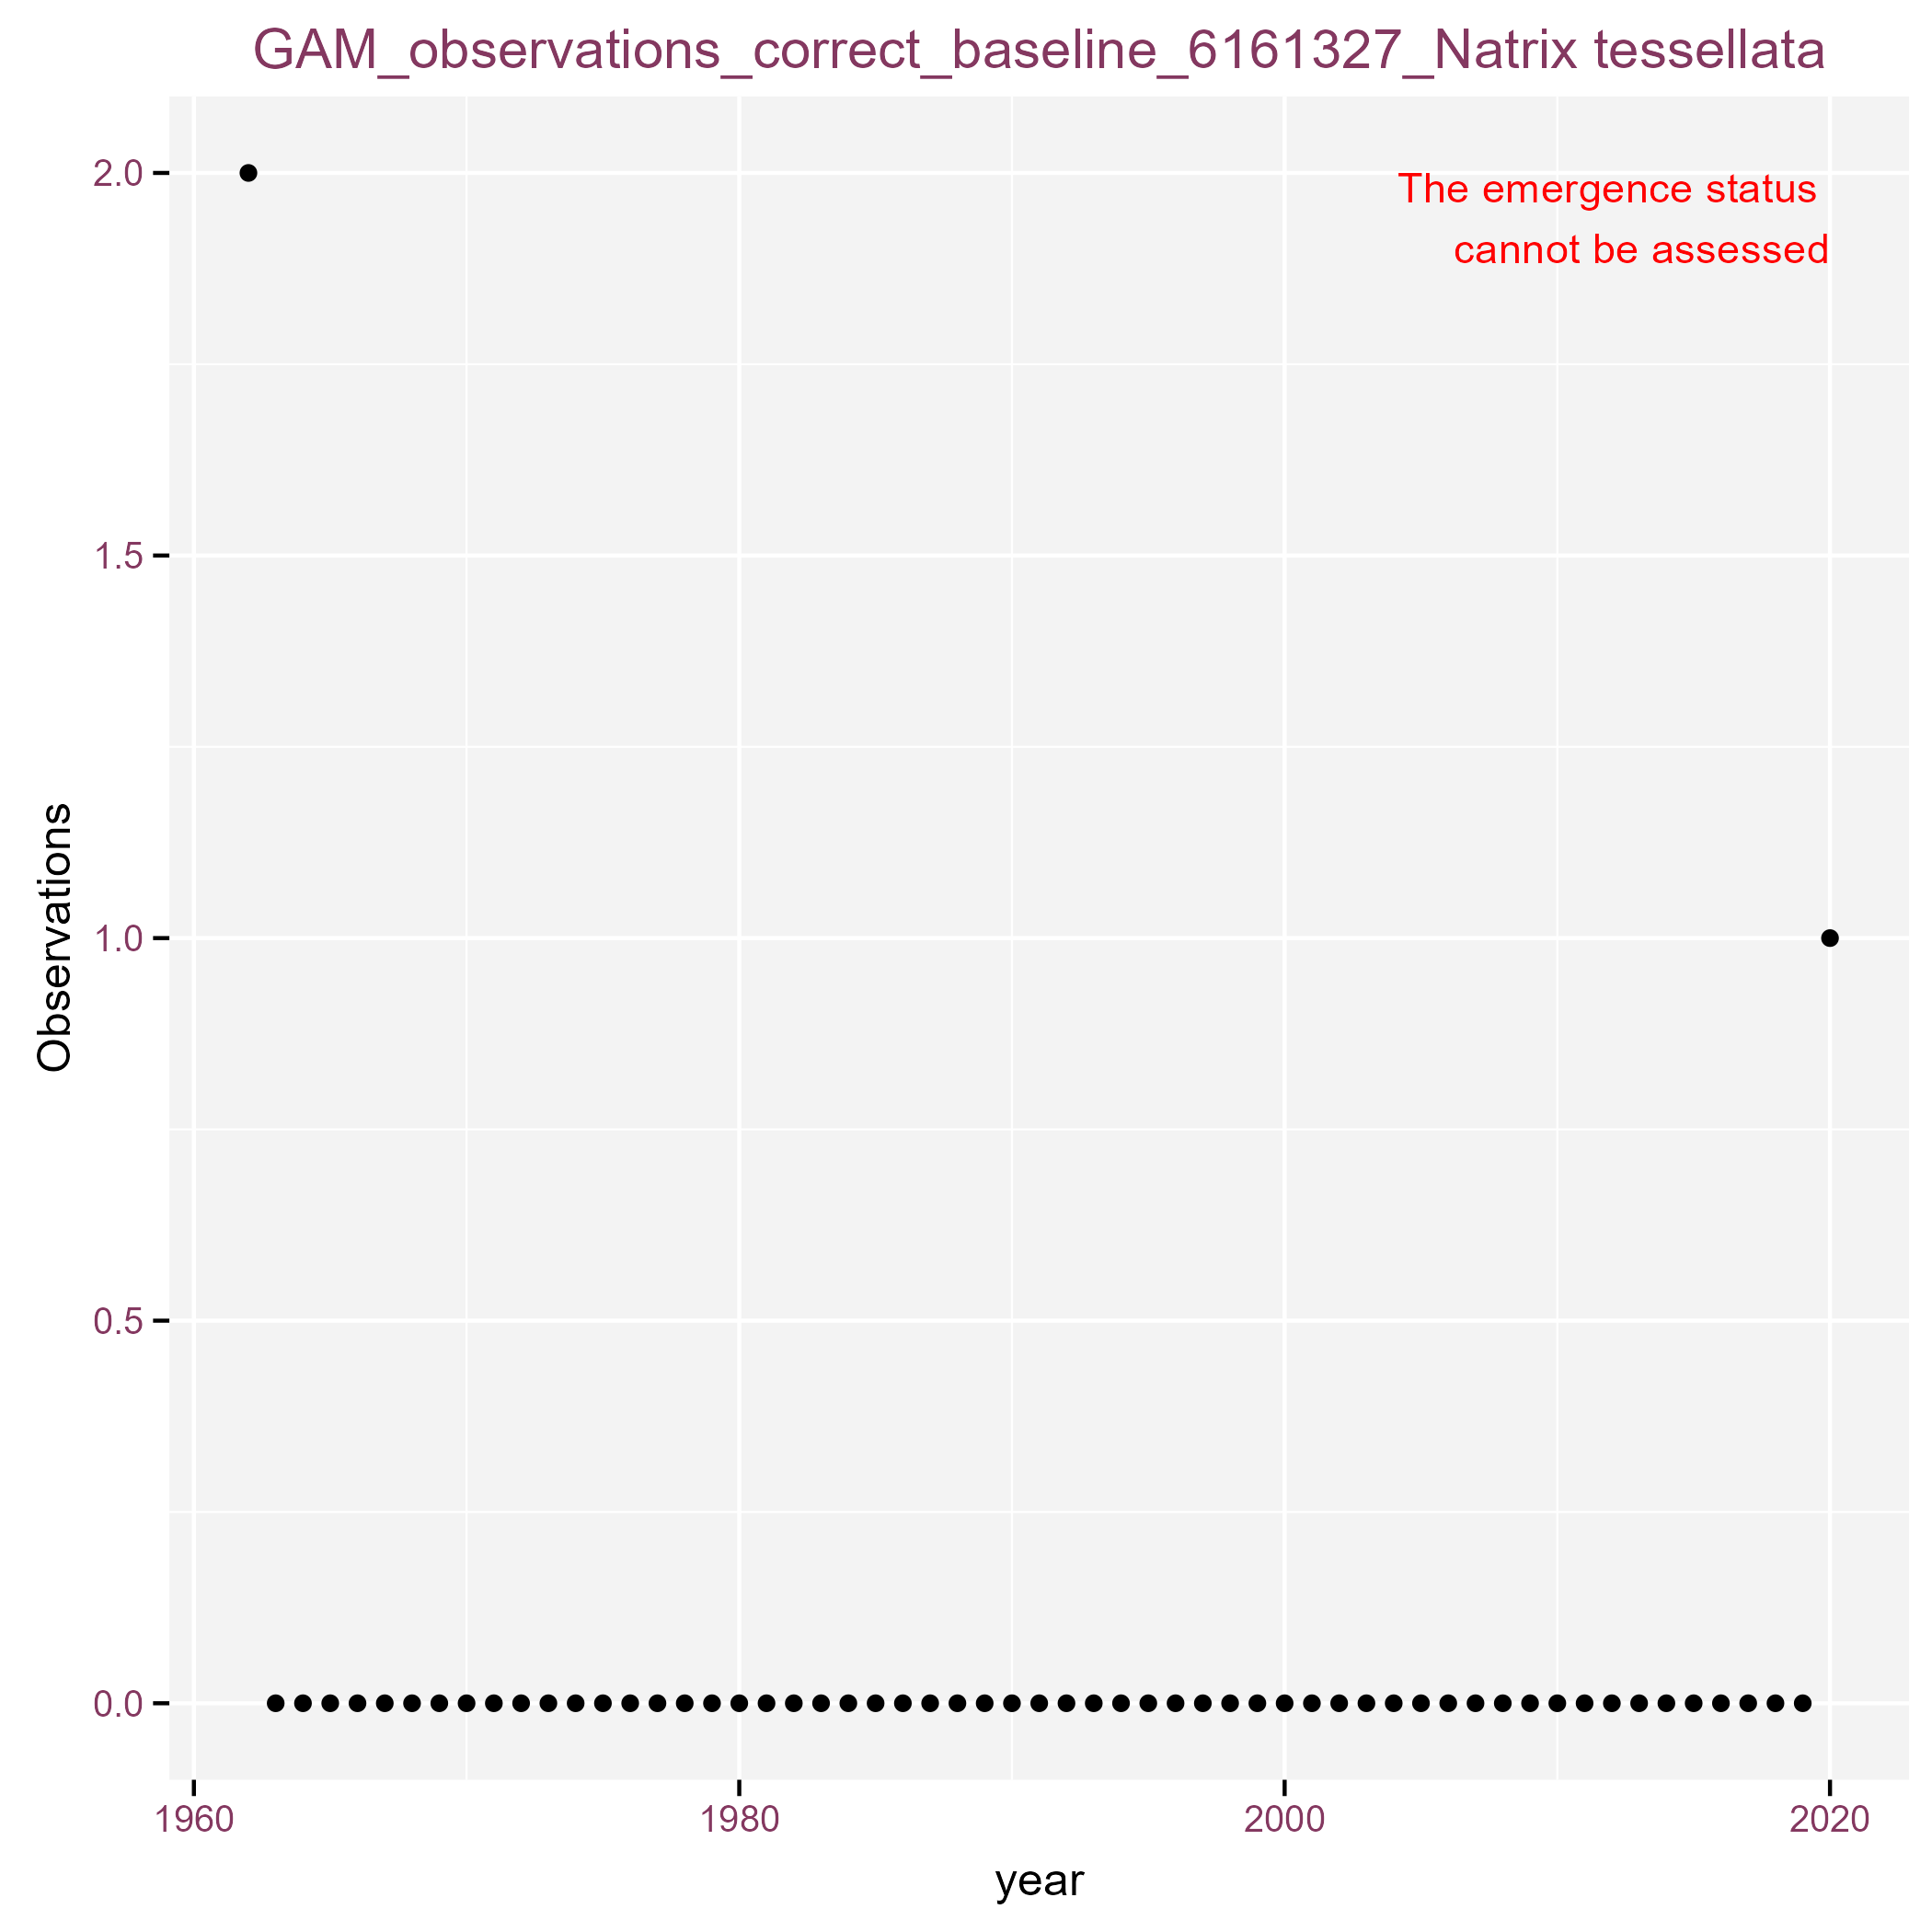 GAM_observations_correct_baseline_6161327_Natrix tessellata
2.0
The emergence status
cannot be assessed
1.5
1.0
0.5
0.0
Observations
1960 1980 2000 2020
year